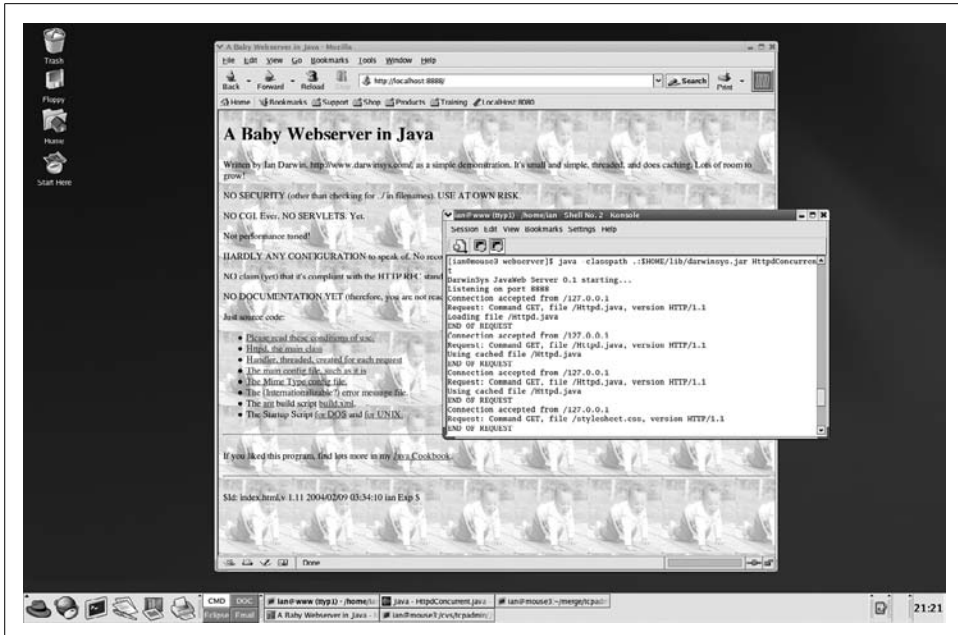 Trash
Floppy
Home
Start Here
A Baby Webserver in Java - Mozilla
File Edit View Go Bookmarks Tools Window Help
Back Forward Reload http://localhost:8888/ Search Print
Home Bookmarks Support Shop Products Training LocalHost 8080
A Baby Webserver in Java
Written by Ian Darwin, http://www.darwinsys.com/, as a simple demonstration. It's small and simple, threaded, and does caching. Lots of room to
grow!
NO SECURITY (other than checking for ../ in filenames). USE AT OWN RISK.
NO CGI. Ever. NO SERVLETS. Yet.
Not performance tuned!
HARDLY ANY CONFIGURATION to speak of. No
NO claim (yet) that it's compliant with the HTTP RFC
NO DOCUMENTATION YET (therefore, you are not
Just source code:
Please read these conditions of use.
Httpd, the main class
Handler, threaded, created for each request
The main config file, such as it is
The Mime Type config file.
The (Internationalizable?) error message file.
The ant build script build.xml.
The Startup Script for DOS and for UNIX.
If you liked this program, find lots more in my Java Cookbook.
$Id: index.html,v 1.11 2004/02/09 03:34:10 ian Exp $
Done
ian@www (ttyp1) /home/ian Shell No. 2 Konsole
Session Edit View Bookmarks Settings Help
[ian@mouse3 webserver]$ java -classpath .:$HOME/lib/darwinsys.jar HttpdConcurren
t
DarwinSys JavaWeb Server 0.1 starting...
Listening on port 8888
Connection accepted from /127.0.0.1
Request: Command GET, file /Httpd.java, version HTTP/1.1
Loading file /Httpd.java
END OF REQUEST
Connection accepted from /127.0.0.1
Request: Command GET, file /Httpd.java, version HTTP/1.1
Using cached file /Httpd.java
END OF REQUEST
Connection accepted from /127.0.0.1
Request: Command GET, file /Httpd.java, version HTTP/1.1
Using cached file /Httpd.java
END OF REQUEST
Connection accepted from /127.0.0.1
Request: Command GET, file /stylesheet.css, version HTTP/1.1
END OF REQUEST
CMD DOC ian@www (ttyp1) - /home/ia Java - HttpdConcurrent.java ian@mouse3:~/merge/tcpadm
Eclipse Email A Baby Webserver in Java - ian@mouse3:/cvs/tcpadmin/ 21:21